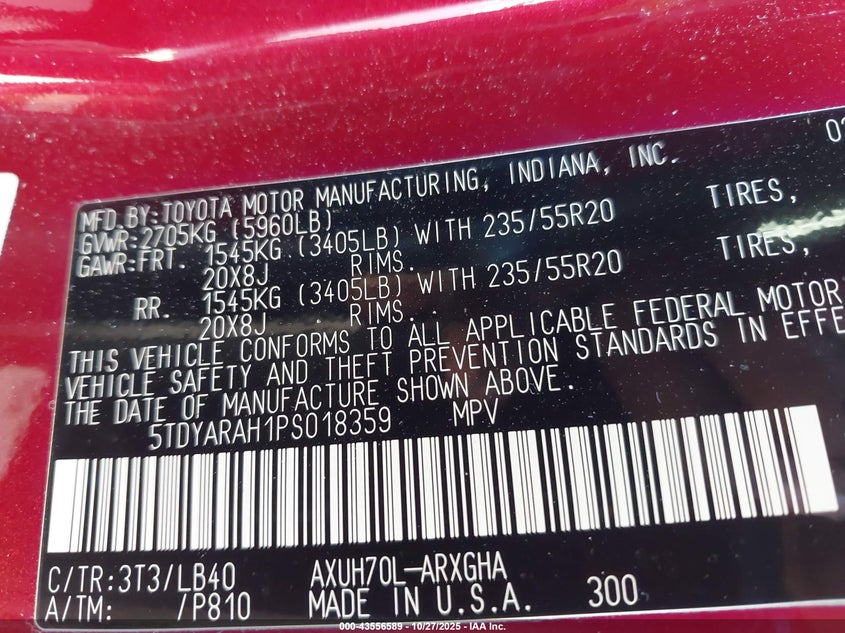 MFD.BY:TOYOTA MOTOR MANUFACTURING, INDIANA, INC.
GVWR:2705KG (5960LB)
GAWR:FRT. 1545KG (3405LB) WITH 235/55R20 TIRES,
20X8J RIMS.
RR. 1545KG (3405LB) WITH 235/55R20 TIRES,
20X8J RIMS.
THIS VEHICLE CONFORMS TO ALL APPLICABLE FEDERAL MOTOR
VEHICLE SAFETY AND THEFT PREVENTION STANDARDS IN EFFE
THE DATE OF MANUFACTURE SHOWN ABOVE.
5TDYARAH1PS018359 MPV
C/TR:3T3/LB40 AXUH70L-ARXGHA
A/TM: /P810 MADE IN U.S.A. 300
000-43556589 - 10/27/2025 - IAA Inc.